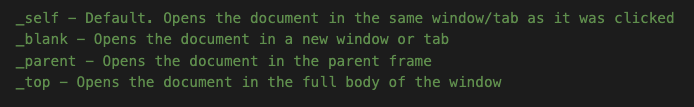 _self – Default. Opens the document in the same window/tab as it was clicked
_blank – Opens the document in a new window or tab
_parent – Opens the document in the parent frame
_top – Opens the document in the full body of the window